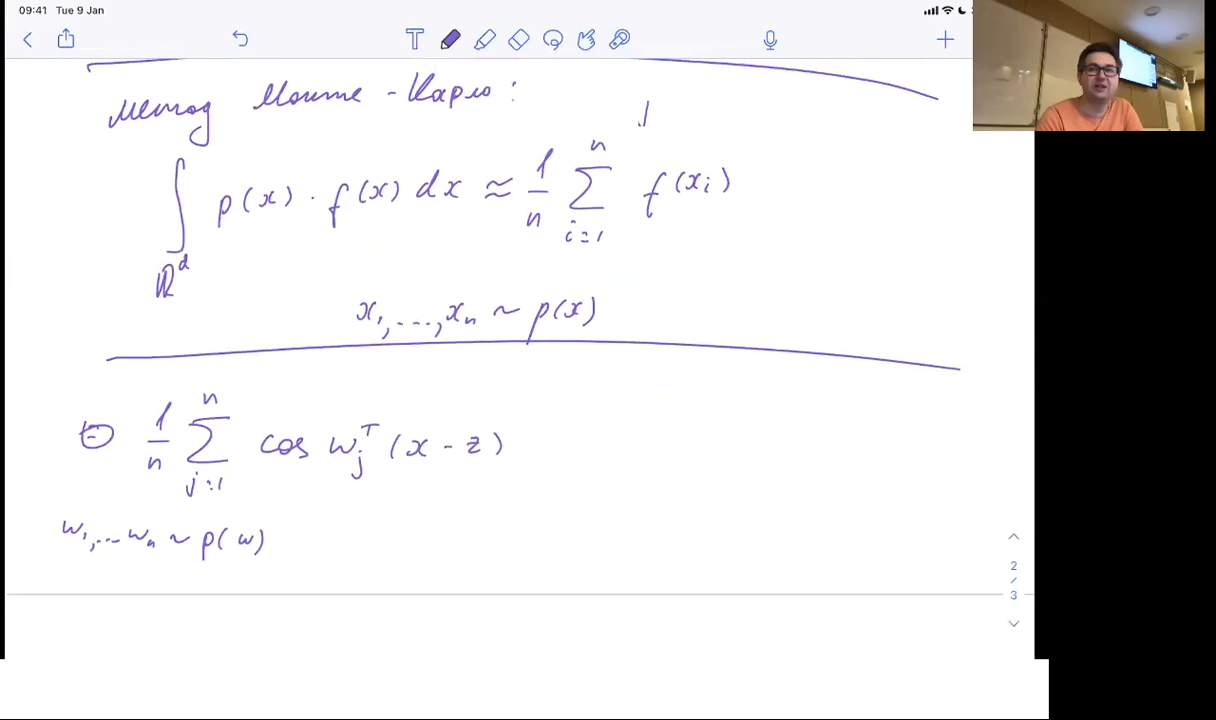 09:41 Tue 9 Jan
Метод Монте-Карло:
∫_{ℝ^d} p(x) · f(x) dx ≈ 1/n ∑_{i=1}^{n} f(x_i)
x_1, ..., x_n ~ p(x)
⊖ 1/n ∑_{j=1}^{n} cos w_j^T (x - z)
w_1, ... w_n ~ p(w)
2
/
3